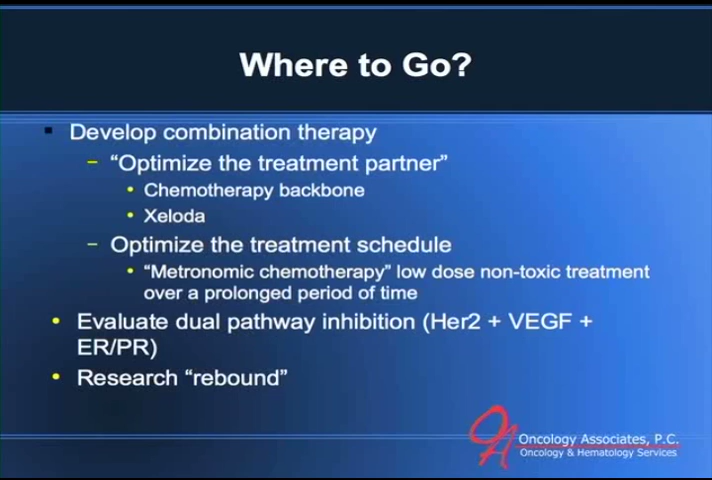 Where to Go?
Develop combination therapy
– “Optimize the treatment partner”
• Chemotherapy backbone
• Xeloda
– Optimize the treatment schedule
• “Metronomic chemotherapy” low dose non-toxic treatment
over a prolonged period of time
• Evaluate dual pathway inhibition (Her2 + VEGF +
ER/PR)
• Research “rebound”
Oncology Associates, P.C.
Oncology & Hematology Services